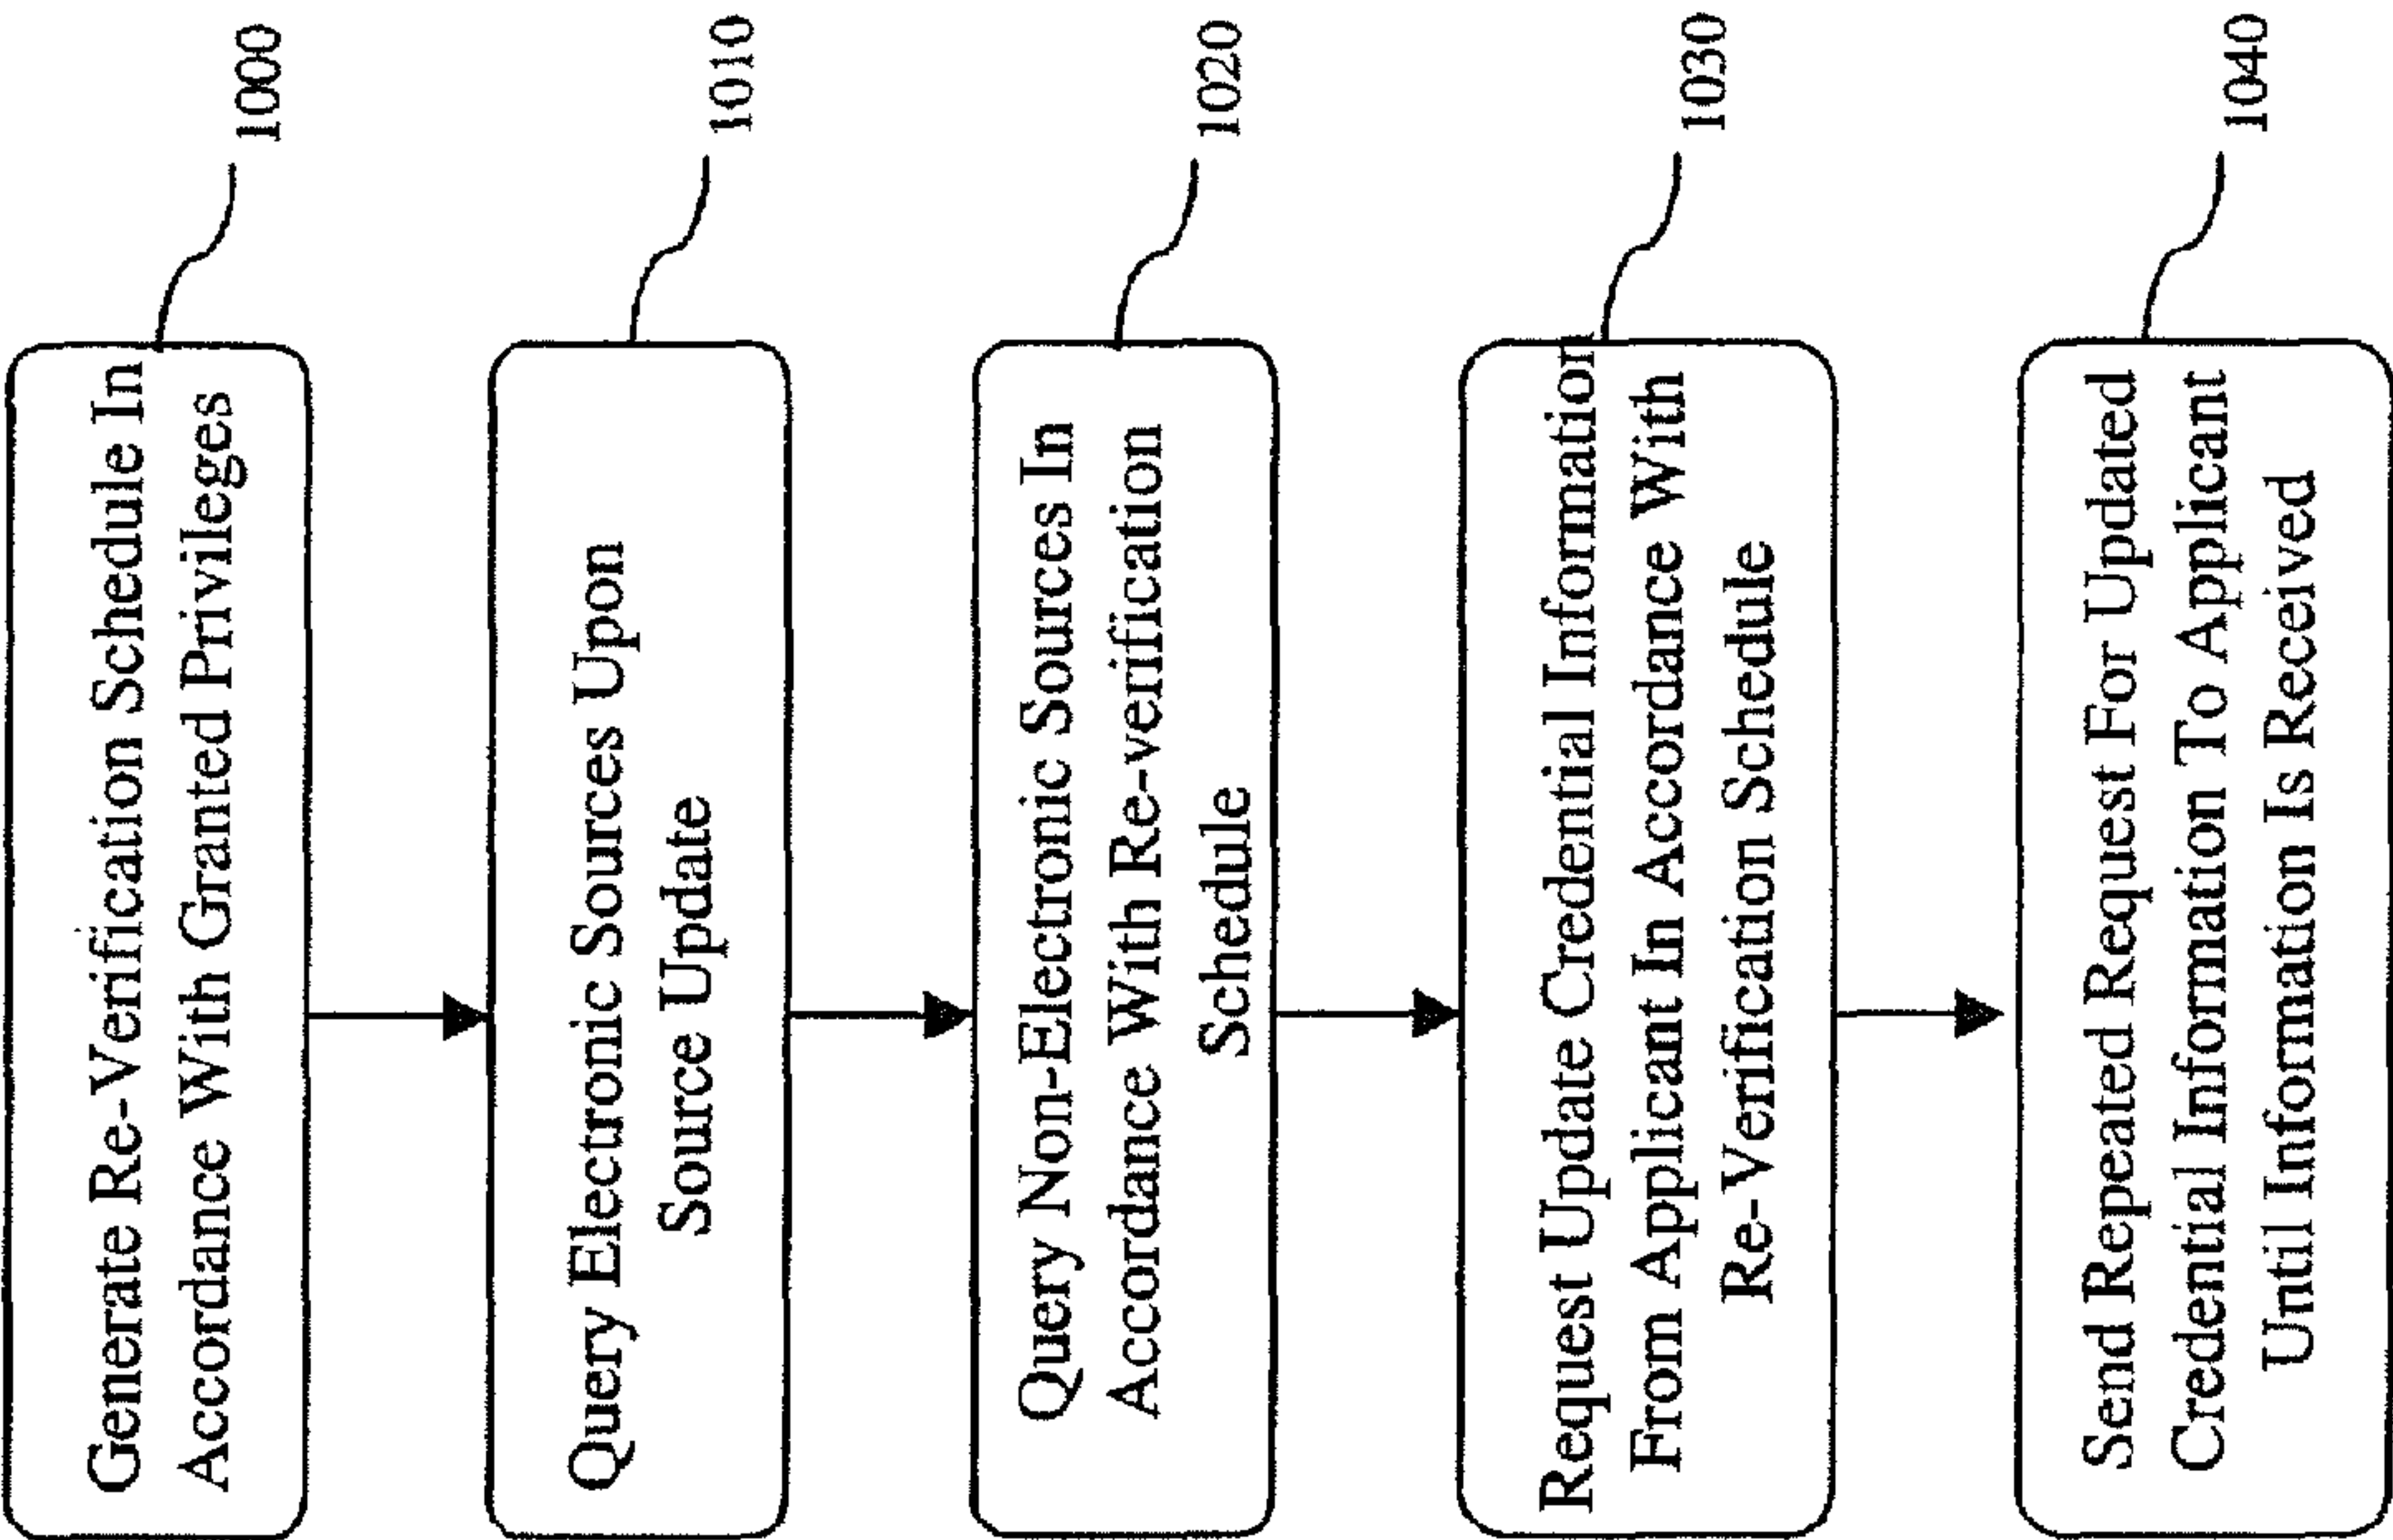 Generate Re-Verification Schedule In
Accordance With Granted Privileges
1000
Query Electronic Sources Upon
Source Update
1010
Query Non-Electronic Sources In
Accordance With Re-verification
Schedule
1020
Request Update Credential Information
From Applicant In Accordance With
Re-Verification Schedule
1030
Send Repeated Request For Updated
Credential Information To Applicant
Until Information Is Received
1040